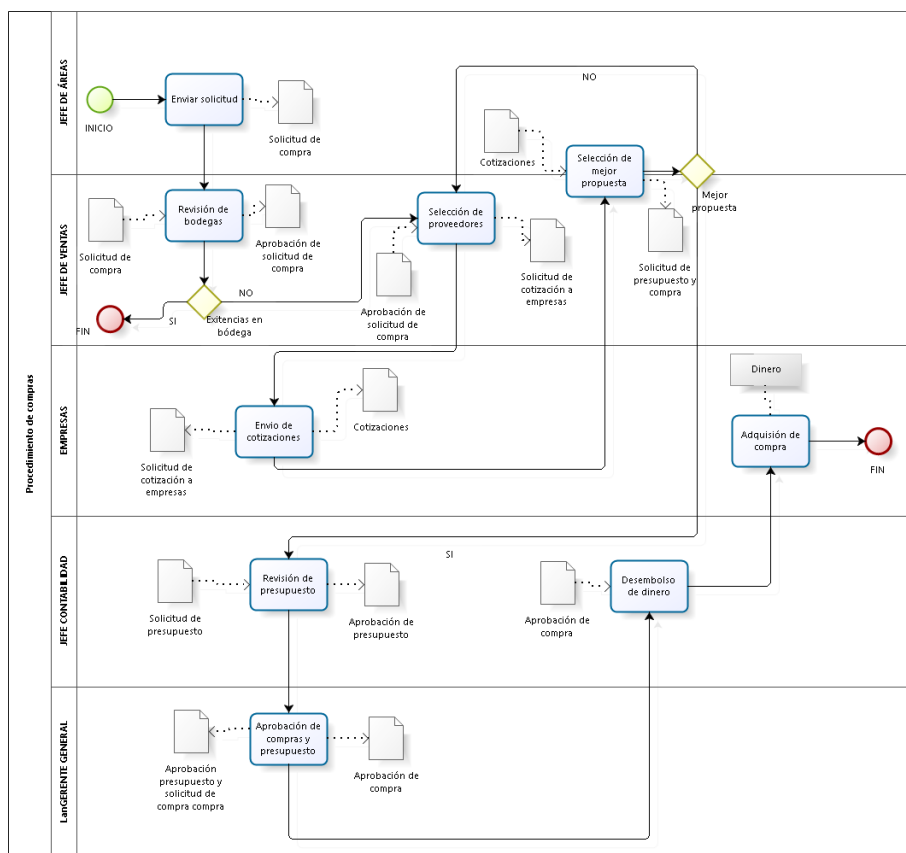 Procedimiento de compras
JEFE DE ÁREAS
INICIO
Enviar solicitud
Solicitud de
compra
NO
Cotizaciones
Selección de
mejor
propuesta
Mejor
propuesta
Solicitud de
presupuesto y
compra
JEFE DE VENTAS
Solicitud de
compra
Revisión de
bodegas
Aprobación de
solicitud de
compra
Selección de
proveedores
Solicitud de
cotización a
empresas
Aprobación de
solicitud de
compra
NO
SI
FIN
Exitencias en
bódega
EMPRESAS
Solicitud de
cotización a
empresas
Envio de
cotizaciones
Cotizaciones
Dinero
Adquisión de
compra
FIN
JEFE CONTABILIDAD
SI
Solicitud de
presupuesto
Revisión de
presupuesto
Aprobación de
presupuesto
Aprobación de
compra
Desembolso
de dinero
LanGERENTE GENERAL
Aprobación
presupuesto y
solicitud de
compra compra
Aprobación de
compras y
presupuesto
Aprobación de
compra